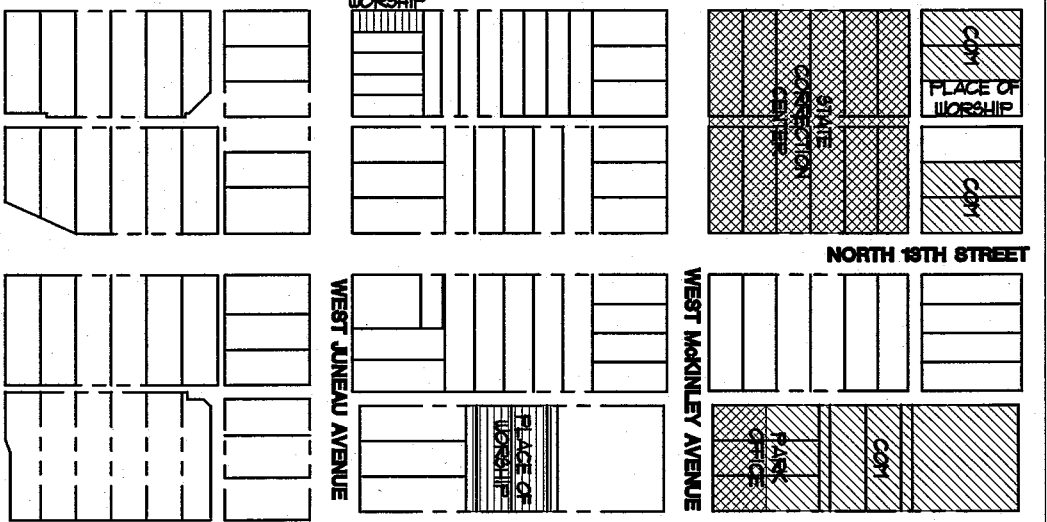 WORSHIP
COM
STATE
CORRECTION
CENTER
PLACE OF
WORSHIP
COM
NORTH 13TH STREET
WEST JUNEAU AVENUE
WEST McKINLEY AVENUE
PLACE OF
WORSHIP
PARK
OFFICE
COM